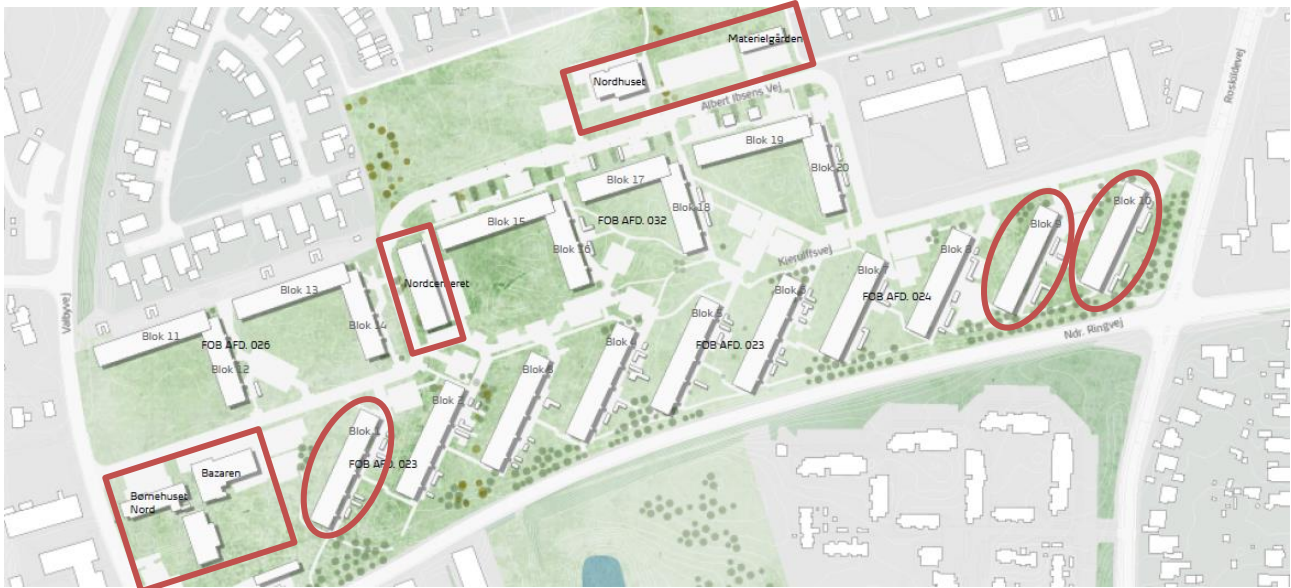 Materielgården
Nordhuset
Albert Ibsens Vej
Roskildevej
Blok 19
Blok 17
Blok 20
Blok 18
Blok 15
FOB AFD. 032
Blok 10
Blok 9
Blok 16
Blok 8
Kierulffsvej
Blok 7
Nordcenteret
Blok 13
Blok 6
FOB AFD. 024
Blok 5
Blok 14
Valbyvej
Blok 11
FOB AFD. 026
Blok 4
FOB AFD. 023
Ndr. Ringvej
Blok 12
Blok 3
Blok 2
Blok 1
FOB AFD. 023
Bazaren
Børnehuset
Nord